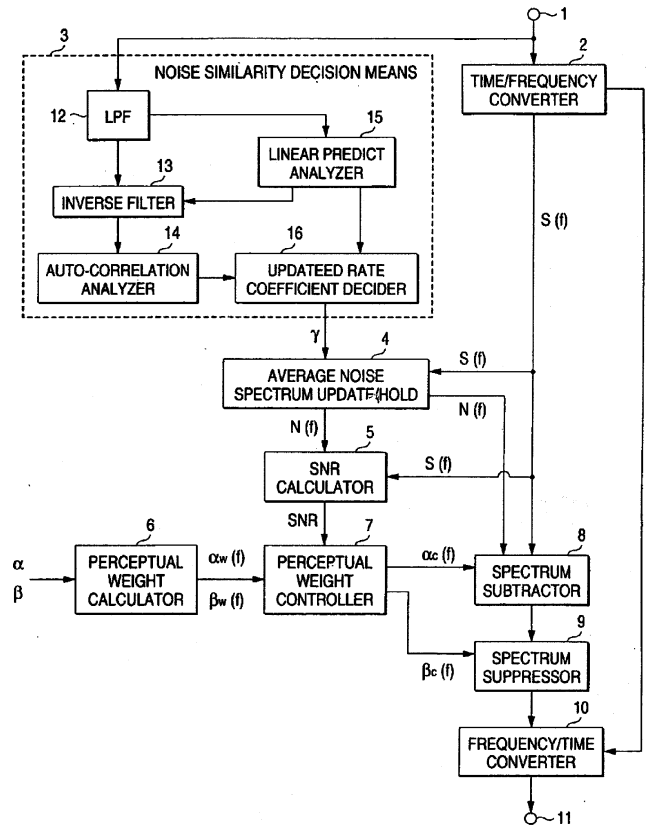 1
3
2
NOISE SIMILARITY DECISION MEANS
TIME/FREQUENCY
CONVERTER
12
LPF
15
LINEAR PREDICT
ANALYZER
13
INVERSE FILTER
S (f)
14
16
AUTO-CORRELATION
ANALYZER
UPDATEED RATE
COEFFICIENT DECIDER
γ
4
S (f)
AVERAGE NOISE
SPECTRUM UPDATE/HOLD
N (f)
N (f)
5
S (f)
SNR
CALCULATOR
SNR
6
7
8
α
β
PERCEPTUAL
WEIGHT
CALCULATOR
αw (f)
βw (f)
PERCEPTUAL
WEIGHT
CONTROLLER
αc (f)
SPECTRUM
SUBTRACTOR
9
βc (f)
SPECTRUM
SUPPRESSOR
10
FREQUENCY/TIME
CONVERTER
11